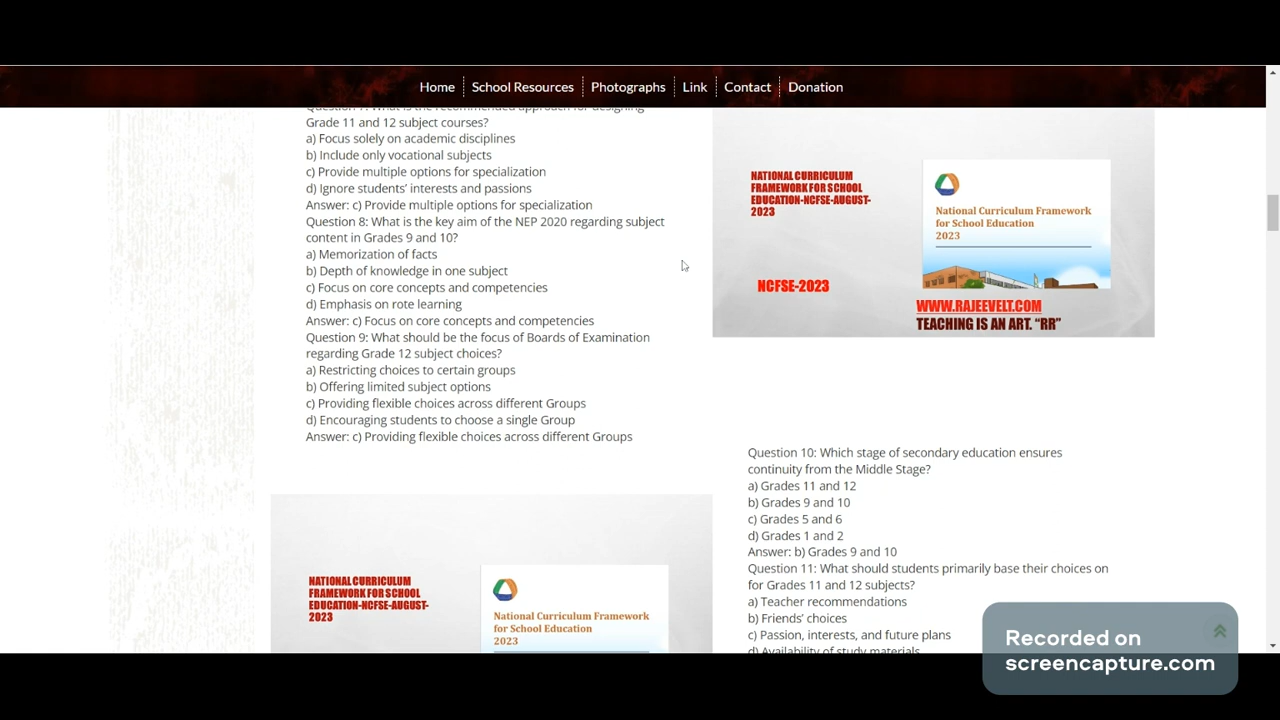 Home
School Resources
Photographs
Link
Contact
Donation
Grade 11 and 12 subject courses?
a) Focus solely on academic disciplines
b) Include only vocational subjects
c) Provide multiple options for specialization
d) Ignore students' interests and passions
Answer: c) Provide multiple options for specialization
Question 8: What is the key aim of the NEP 2020 regarding subject
content in Grades 9 and 10?
a) Memorization of facts
b) Depth of knowledge in one subject
c) Focus on core concepts and competencies
d) Emphasis on rote learning
Answer: c) Focus on core concepts and competencies
Question 9: What should be the focus of Boards of Examination
regarding Grade 12 subject choices?
a) Restricting choices to certain groups
b) Offering limited subject options
c) Providing flexible choices across different Groups
d) Encouraging students to choose a single Group
Answer: c) Providing flexible choices across different Groups
NATIONAL CURRICULUM
FRAMEWORK FOR SCHOOL
EDUCATION-NCFSE-AUGUST-
2023
National Curriculum Framework
for School Education
2023
NCFSE-2023
WWW.RAJEEVELT.COM
TEACHING IS AN ART. "RR"
NATIONAL CURRICULUM
FRAMEWORK FOR SCHOOL
EDUCATION-NCFSE-AUGUST-
2023
National Curriculum Framework
for School Education
2023
Question 10: Which stage of secondary education ensures
continuity from the Middle Stage?
a) Grades 11 and 12
b) Grades 9 and 10
c) Grades 5 and 6
d) Grades 1 and 2
Answer: b) Grades 9 and 10
Question 11: What should students primarily base their choices on
for Grades 11 and 12 subjects?
a) Teacher recommendations
b) Friends' choices
c) Passion, interests, and future plans
d) Availability of study materials
Recorded on
screencapture.com